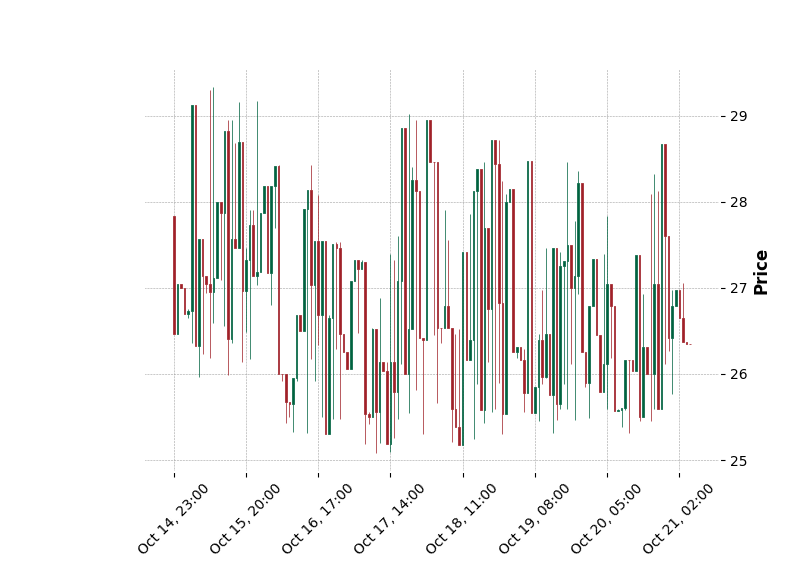 29
28
27
26
25
Price
Oct 14, 23:00
Oct 15, 20:00
Oct 16, 17:00
Oct 17, 14:00
Oct 18, 11:00
Oct 19, 08:00
Oct 20, 05:00
Oct 21, 02:00